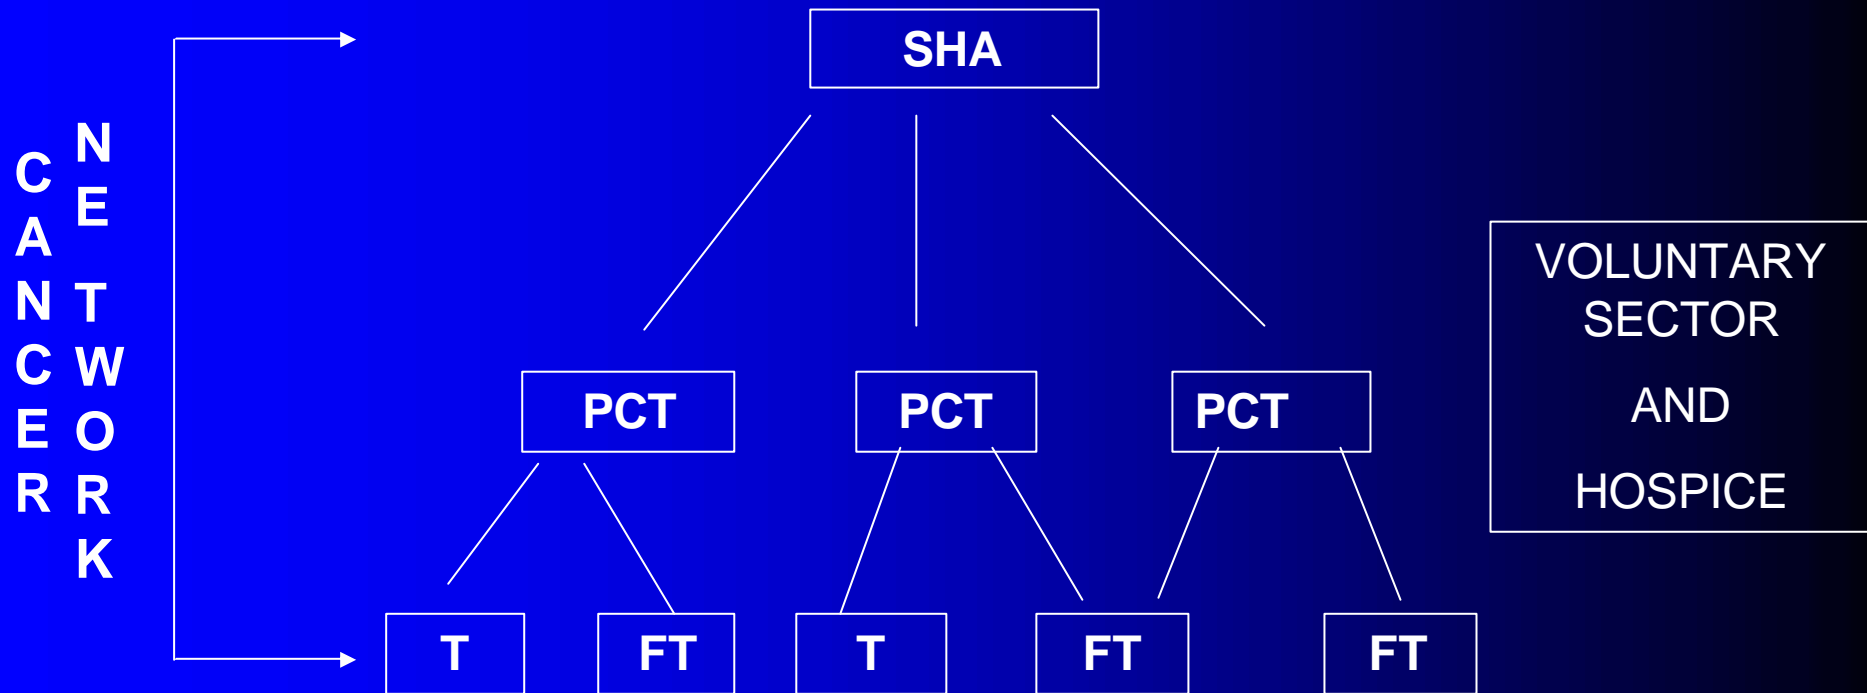 CANCER
NETWORK
SHA
PCT
PCT
PCT
T
FT
T
FT
FT
VOLUNTARY
SECTOR
AND
HOSPICE